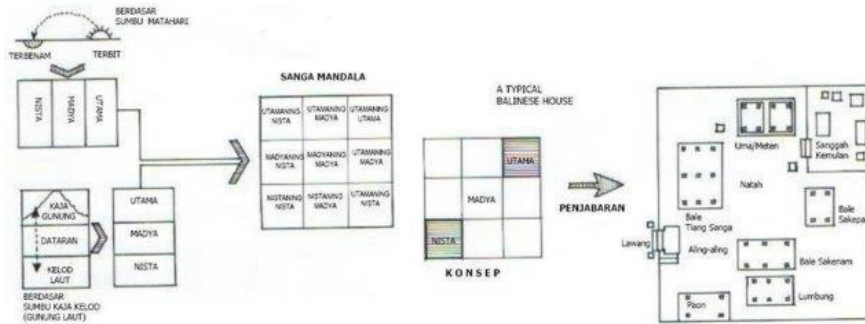 BERDASAR
SUMBU MATAHARI
TERBENAM
TERBIT
NISTA
MADYA
UTAMA
KAJA
GUNUNG
DATARAN
KELOD
LAUT
BERDASAR
SUMBU KAJA KELOD
(GUNUNG LAUT)
UTAMA
MADYA
NISTA
SANGA MANDALA
UTAMANING
NISTA
UTAMANING
MADYA
UTAMANING
UTAMA
MADYANING
NISTA
MADYANING
MADYA
UTAMANING
MADYA
NISTANING
NISTA
NISTANING
MADYA
UTAMANING
NISTA
A TYPICAL
BALINESE HOUSE
UTAMA
MADYA
NISTA
KONSEP
PENJABARAN
Uma/Meten
Sanggah
Kemulan
Natah
Bale
Tiang Sanga
Bale
Sakepa
Lawang
Aling-aling
Bale Sakenam
Lumbung
Paon